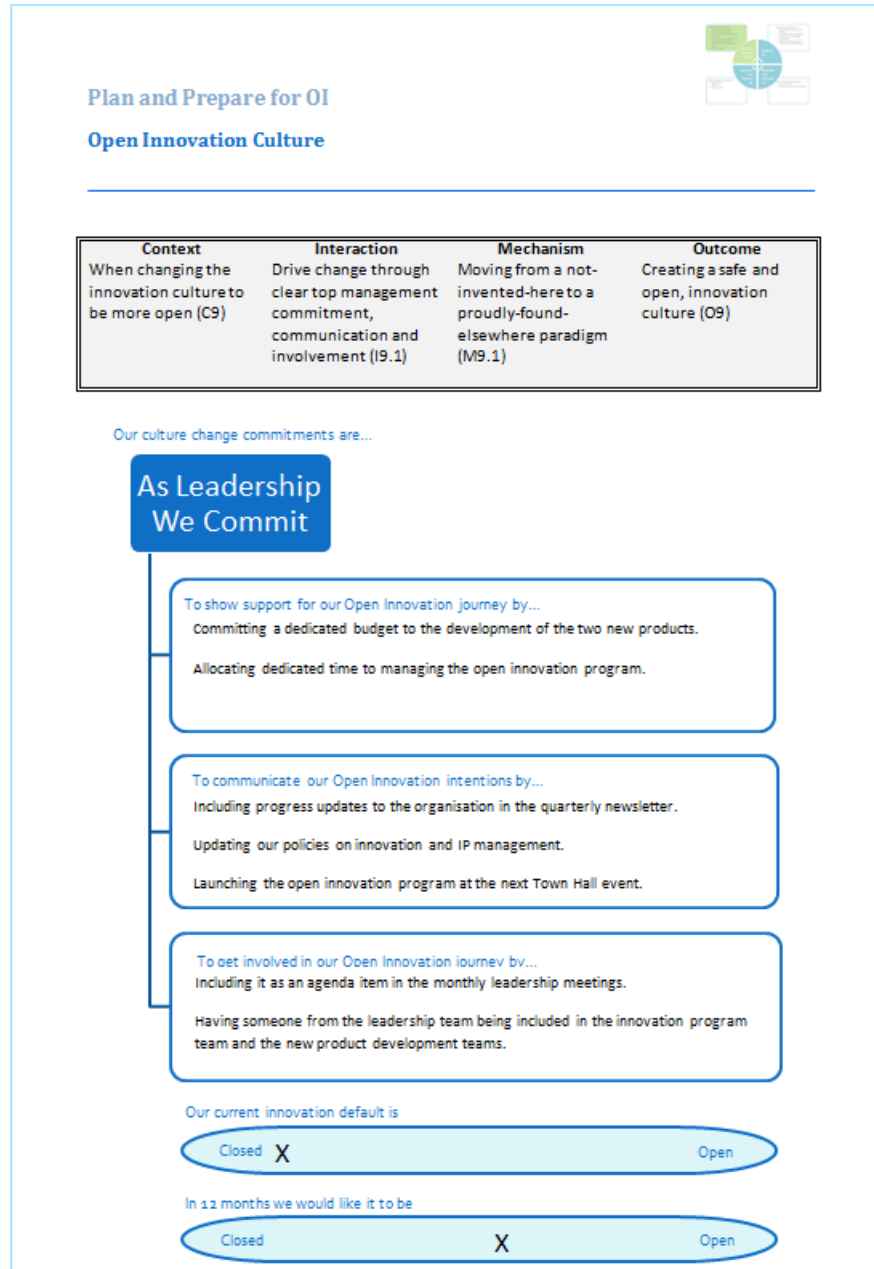 Plan and Prepare for OI
Open Innovation Culture
Context
When changing the
innovation culture to
be more open (C9)
Interaction
Drive change through
clear top management
commitment,
communication and
involvement (I9.1)
Mechanism
Moving from a not-
invented-here to a
proudly-found-
elsewhere paradigm
(M9.1)
Outcome
Creating a safe and
open, innovation
culture (O9)
Our culture change commitments are...
As Leadership
We Commit
To show support for our Open Innovation journey by...
Committing a dedicated budget to the development of the two new products.
Allocating dedicated time to managing the open innovation program.
To communicate our Open Innovation intentions by...
Including progress updates to the organisation in the quarterly newsletter.
Updating our policies on innovation and IP management.
Launching the open innovation program at the next Town Hall event.
To get involved in our Open Innovation journey by...
Including it as an agenda item in the monthly leadership meetings.
Having someone from the leadership team being included in the innovation program
team and the new product development teams.
Our current innovation default is
Closed X Open
In 12 months we would like it to be
Closed X Open